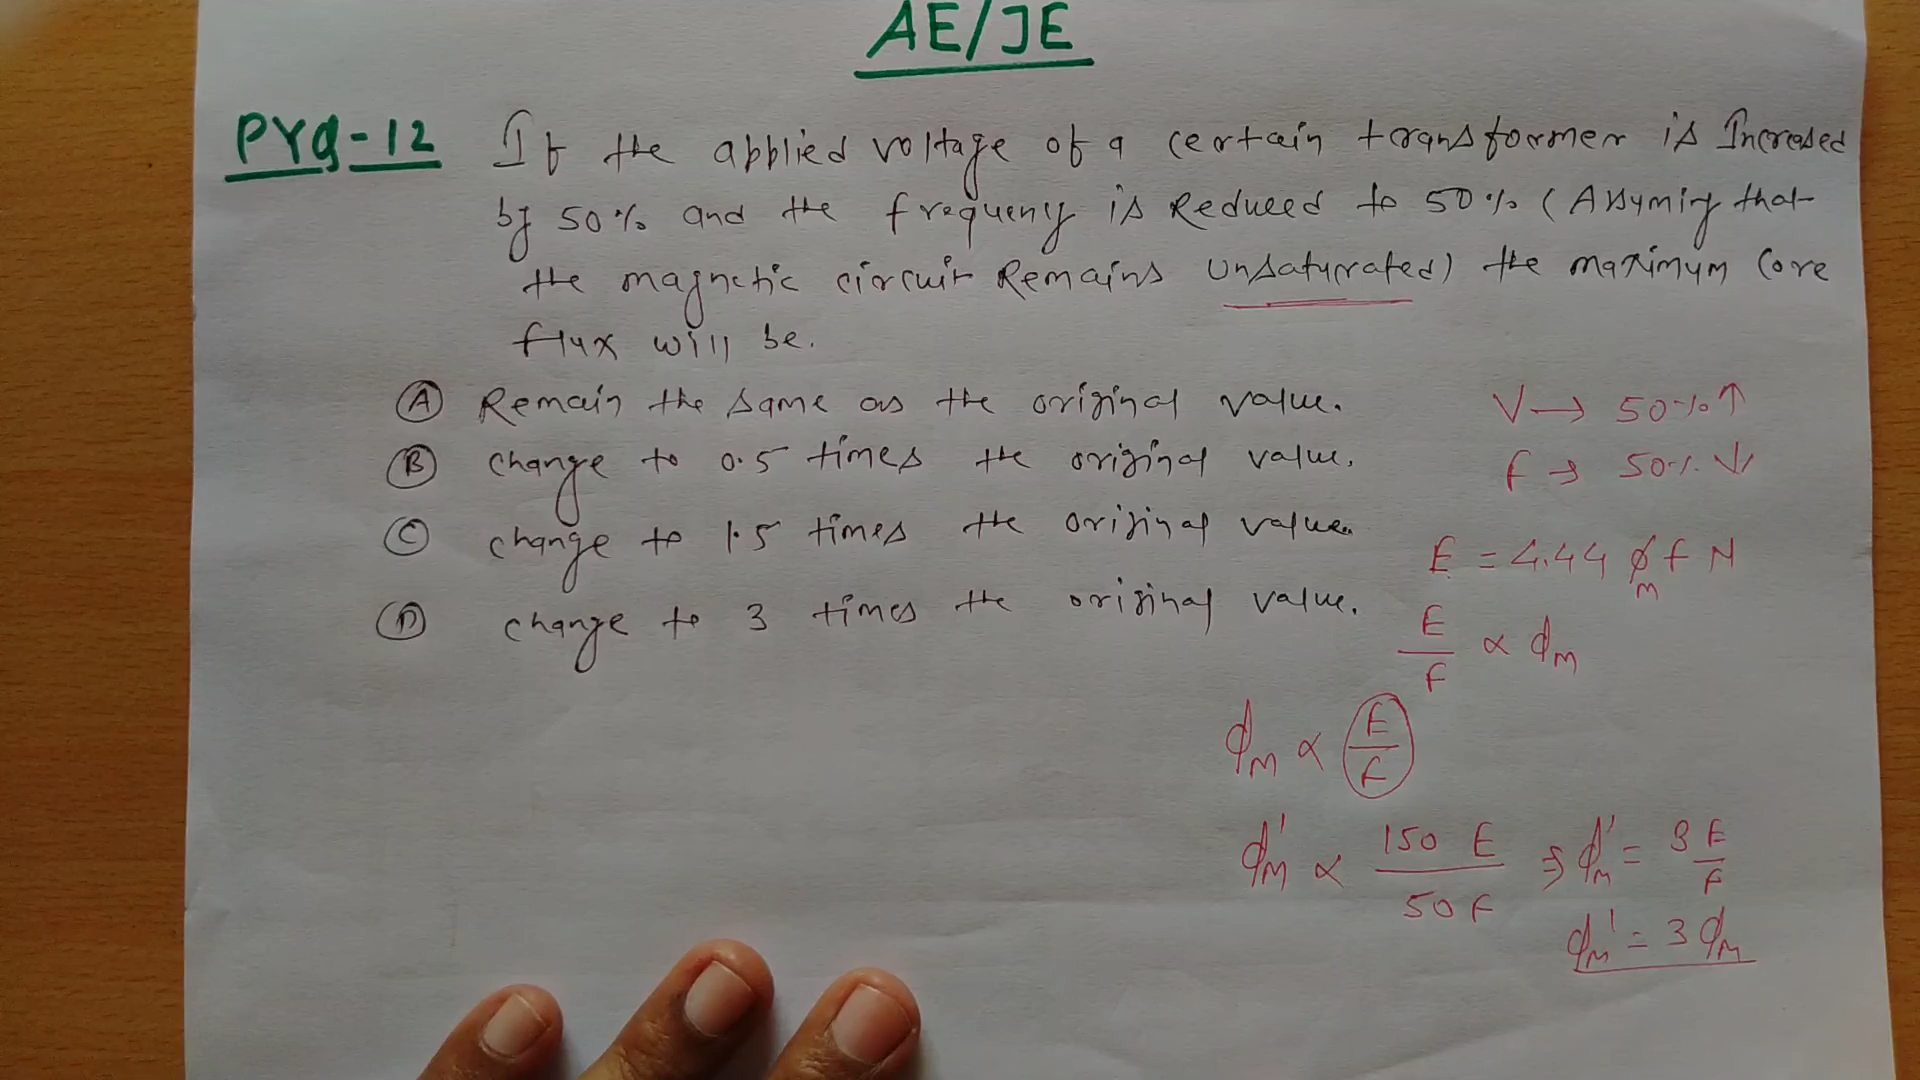 AE/JE
PYQ-12 If the applied voltage of a certain transformer is Increased
by 50% and the frequency is Reduced to 50% (Assuming that
the magnetic circuit Remains Unsaturated) the maximum Core
flux will be.
(A) Remain the same as the original value.
(B) change to 0.5 times the original value.
(C) change to 1.5 times the original value.
(D) change to 3 times the original value.
V → 50% ↑
f → 50% ↓
E = 4.44 ϕm f N
E/f ∝ ϕm
ϕm ∝ E/f
ϕm' ∝ 150 E / 50 f ⇒ ϕm' = 3 E/f
ϕm' = 3 ϕm